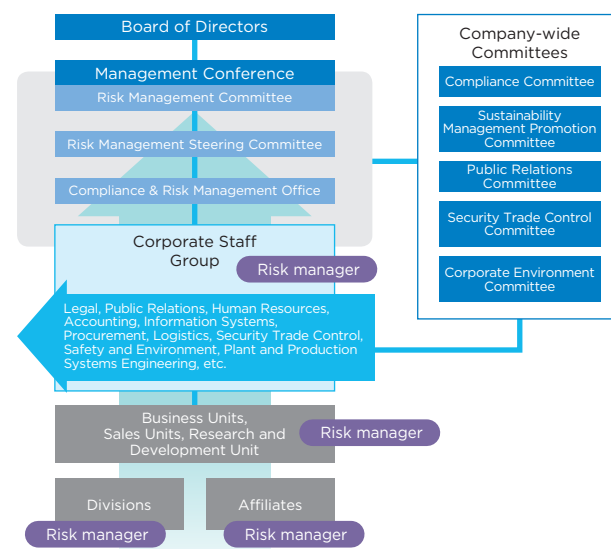 Board of Directors
Management Conference
Risk Management Committee
Risk Management Steering Committee
Compliance & Risk Management Office
Corporate Staff
Group
Risk manager
Legal, Public Relations, Human Resources,
Accounting, Information Systems,
Procurement, Logistics, Security Trade Control,
Safety and Environment, Plant and Production
Systems Engineering, etc.
Business Units,
Sales Units, Research and
Development Unit
Risk manager
Divisions
Risk manager
Affiliates
Risk manager
Company-wide
Committees
Compliance Committee
Sustainability
Management Promotion
Committee
Public Relations
Committee
Security Trade Control
Committee
Corporate Environment
Committee